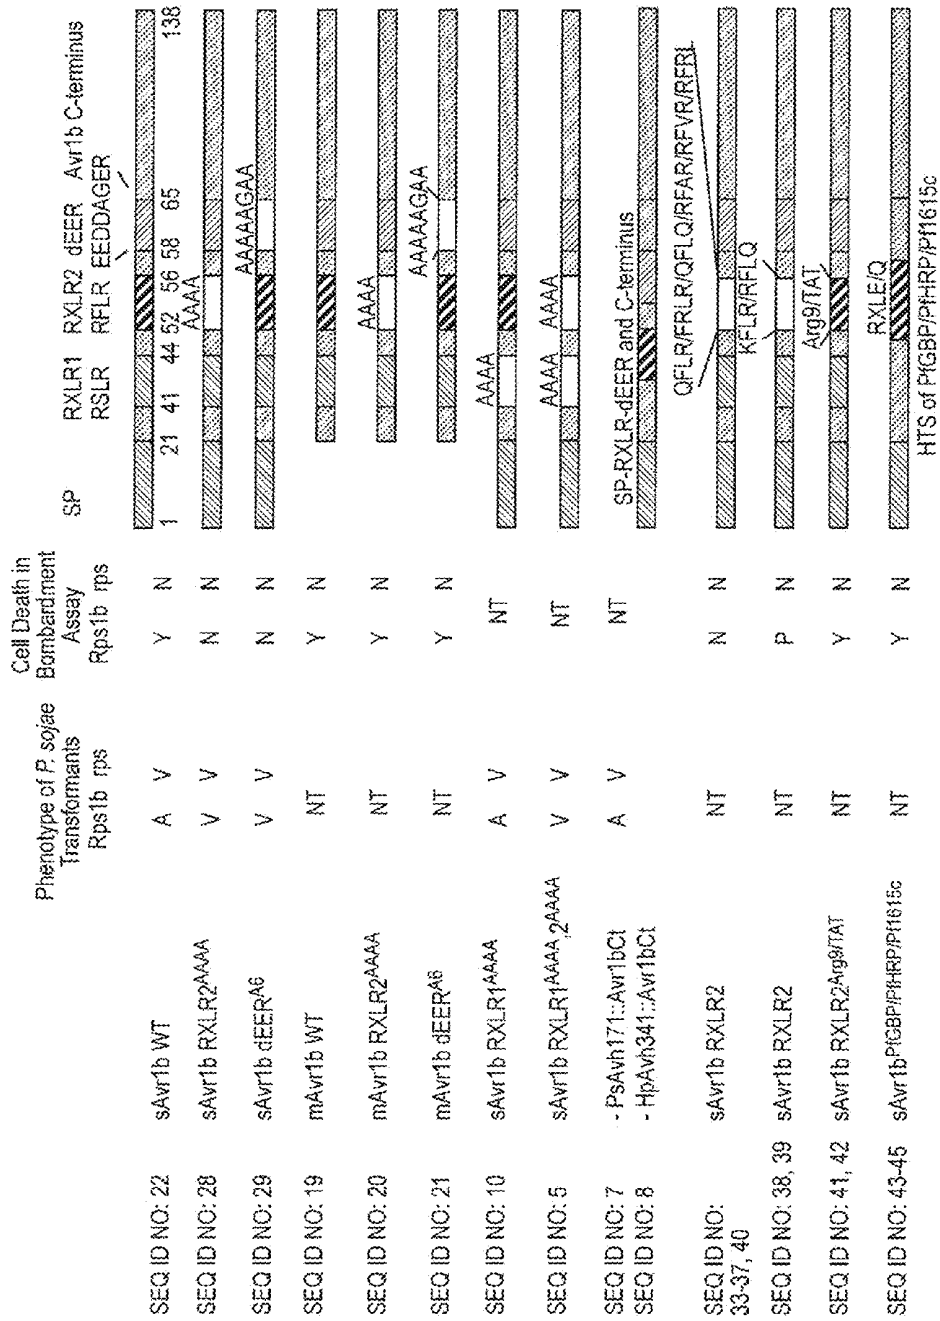 Phenotype of P. sojae
Transformants
Rps1b rps
Cell Death in
Bombardment
Assay
Rps1b rps
SP
RXLR1 RXLR2 dEER Avr1b C-terminus
RSLR RFLR EEDDAGER
SEQ ID NO: 22 sAvr1b WT A V Y N
1 21 41 44 52 56 58 65 138
AAAA
SEQ ID NO: 28 sAvr1b RXLR2AAAA V V N N
AAAAGAA
SEQ ID NO: 29 sAvr1b dEERA6 V V N N
SEQ ID NO: 19 mAvr1b WT NT Y N
AAAA
SEQ ID NO: 20 mAvr1b RXLR2AAAA NT Y N
AAAAGAA
SEQ ID NO: 21 mAvr1b dEERA6 NT Y N
AAAA
SEQ ID NO: 10 sAvr1b RXLR1AAAA A V NT
AAAA AAAA
SEQ ID NO: 5 sAvr1b RXLR1AAAA,2AAAA V V NT
SEQ ID NO: 7 - PsAvh171::Avr1bCt A V NT
SP-RXLR-dEER and C-terminus
SEQ ID NO: 8 - HpAvh341::Avr1bCt
QFLR/FRLR/QFLQ/RFAR/RFVR/RFRL
SEQ ID NO: sAvr1b RXLR2 NT N N
33-37, 40
KFLR/RFLQ
SEQ ID NO: 38, 39 sAvr1b RXLR2 NT P N
Arg9/TAT
SEQ ID NO: 41, 42 sAvr1b RXLR2Arg9/TAT NT Y N
RXLE/Q
SEQ ID NO: 43-45 sAvr1bPfGBP/PfHRP/Pf1615c NT Y N
HTS of PfGBP/PfHRP/Pf1615c